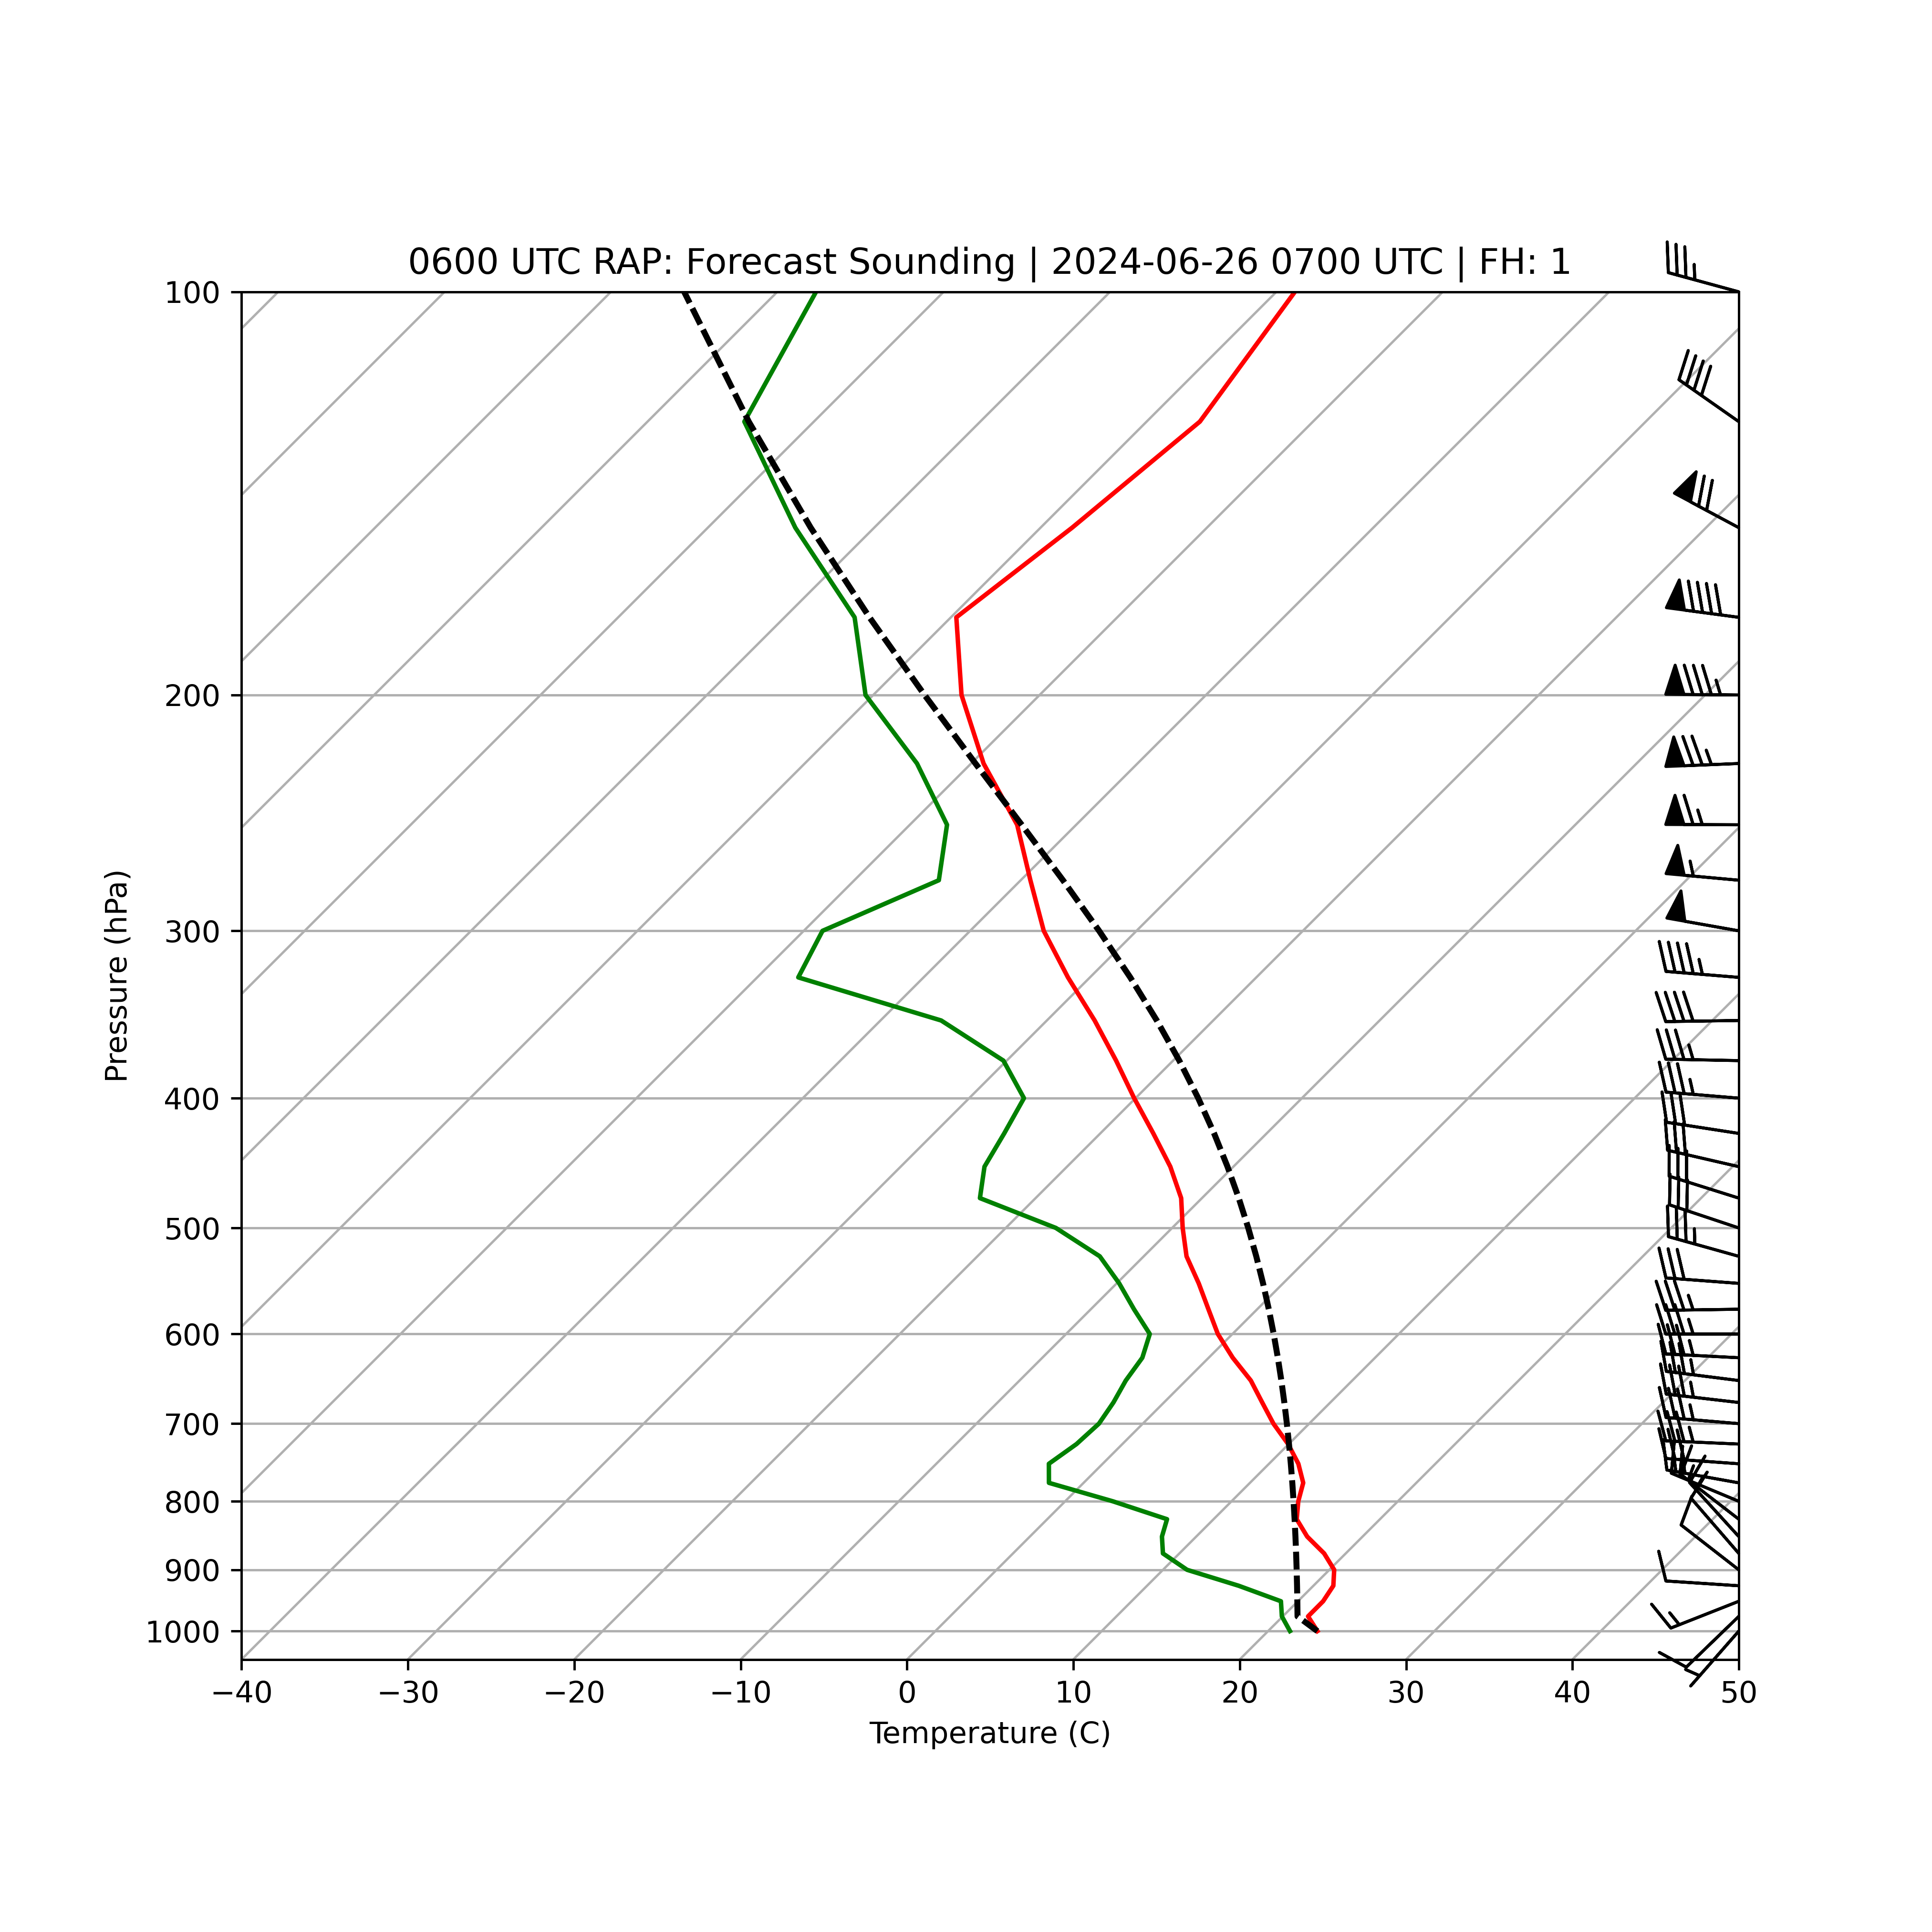 0600 UTC RAP: Forecast Sounding | 2024-06-26 0700 UTC | FH: 1
100
200
300
400
500
600
700
800
900
1000
Pressure (hPa)
−40 −30 −20 −10 0 10 20 30 40 50
Temperature (C)